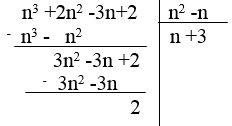 n³ +2n² -3n+2 n² -n
- n³ - n² n +3
3n² -3n +2
- 3n² -3n
2